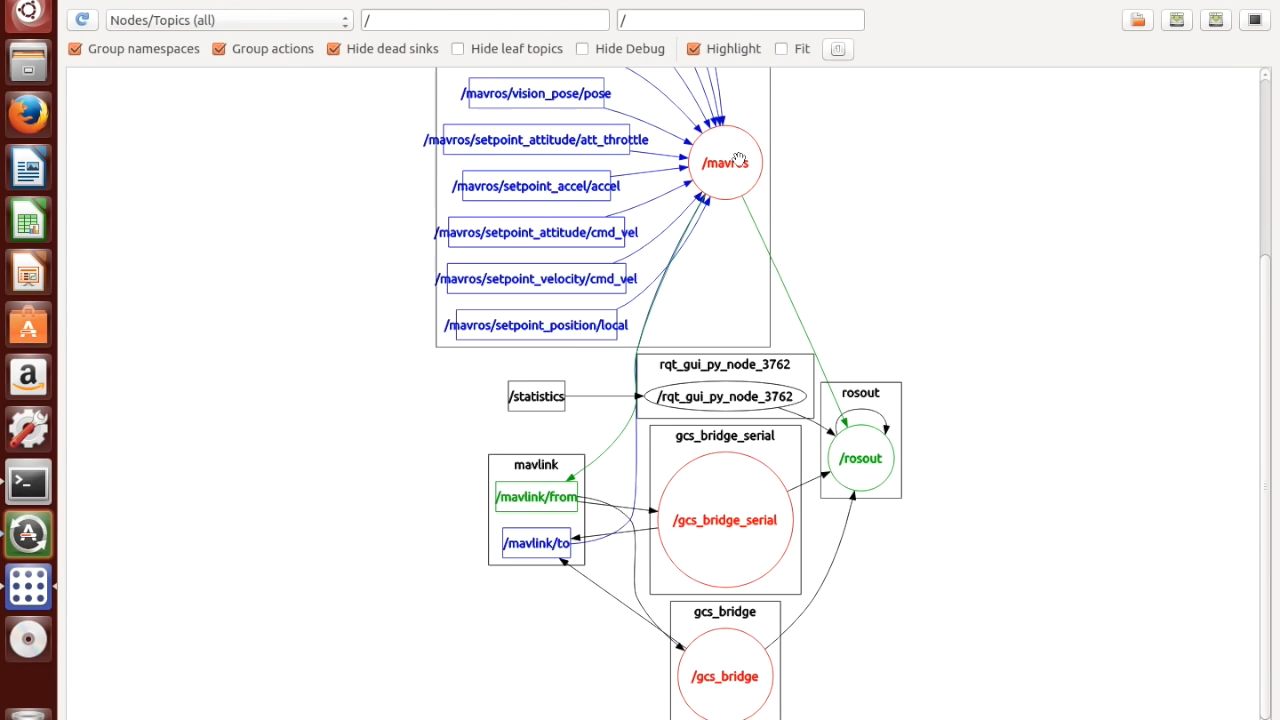 Nodes/Topics (all)
/
/
Group namespaces
Group actions
Hide dead sinks
Hide leaf topics
Hide Debug
Highlight
Fit
/mavros/vision_pose/pose
/mavros/setpoint_attitude/att_throttle
/mavros
/mavros/setpoint_accel/accel
/mavros/setpoint_attitude/cmd_vel
/mavros/setpoint_velocity/cmd_vel
/mavros/setpoint_position/local
rqt_gui_py_node_3762
/statistics
/rqt_gui_py_node_3762
rosout
gcs_bridge_serial
/rosout
mavlink
/mavlink/from
/gcs_bridge_serial
/mavlink/to
gcs_bridge
/gcs_bridge